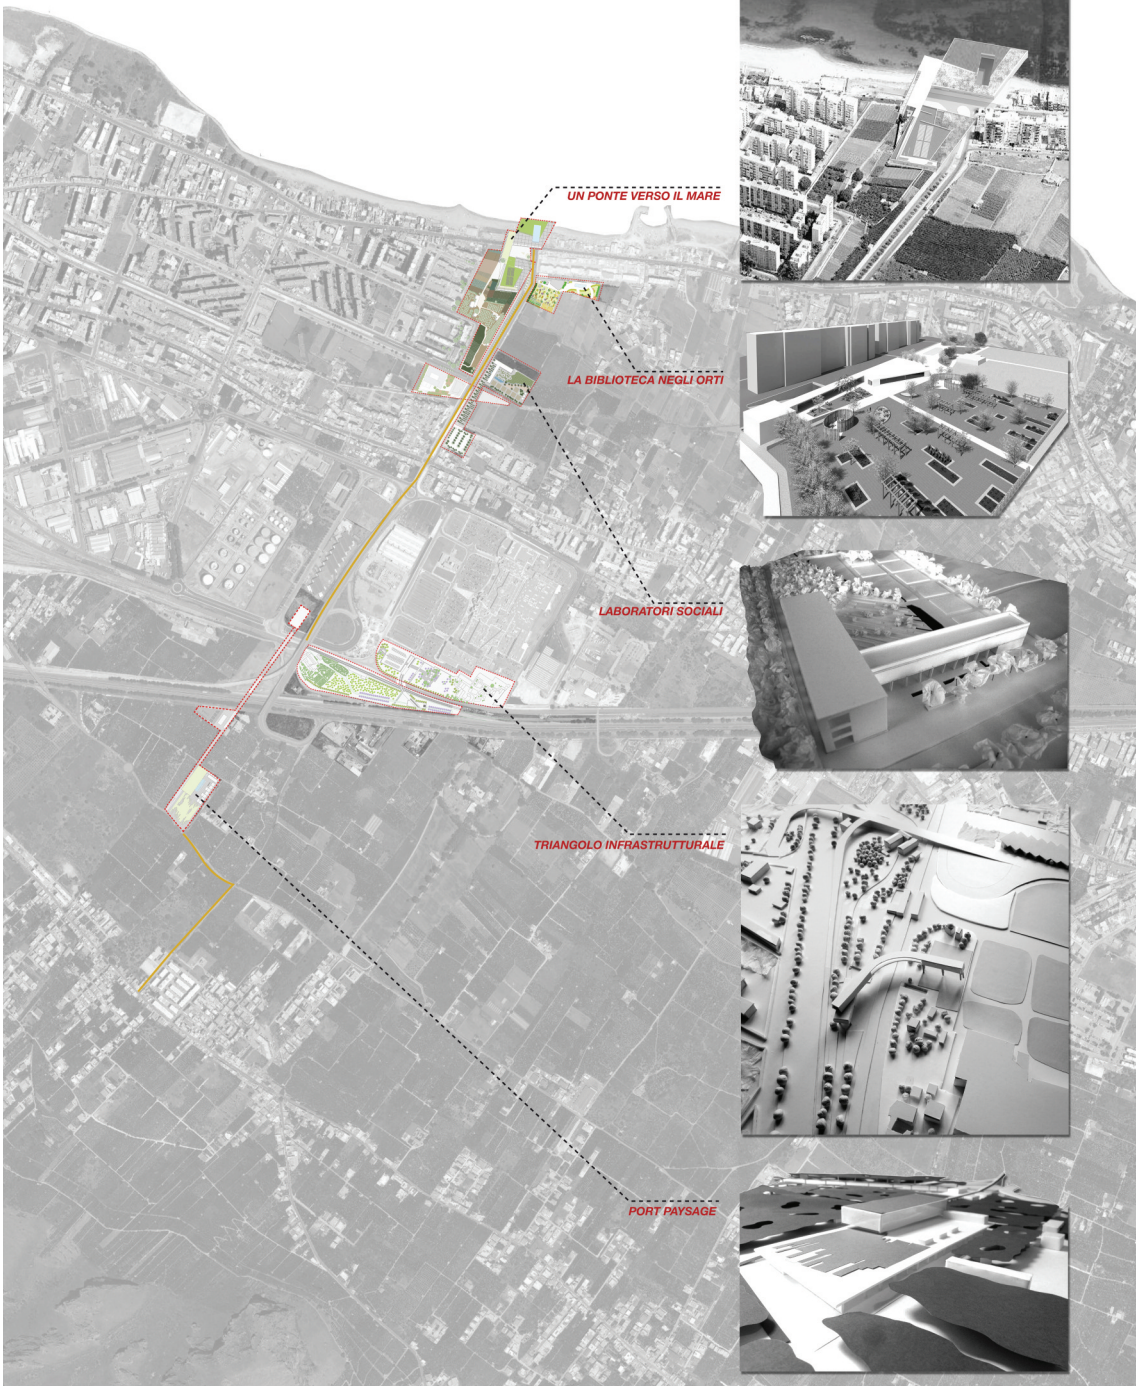 UN PONTE VERSO IL MARE
LA BIBLIOTECA NEGLI ORTI
LABORATORI SOCIALI
TRIANGOLO INFRASTRUTTURALE
PORT PAYSAGE